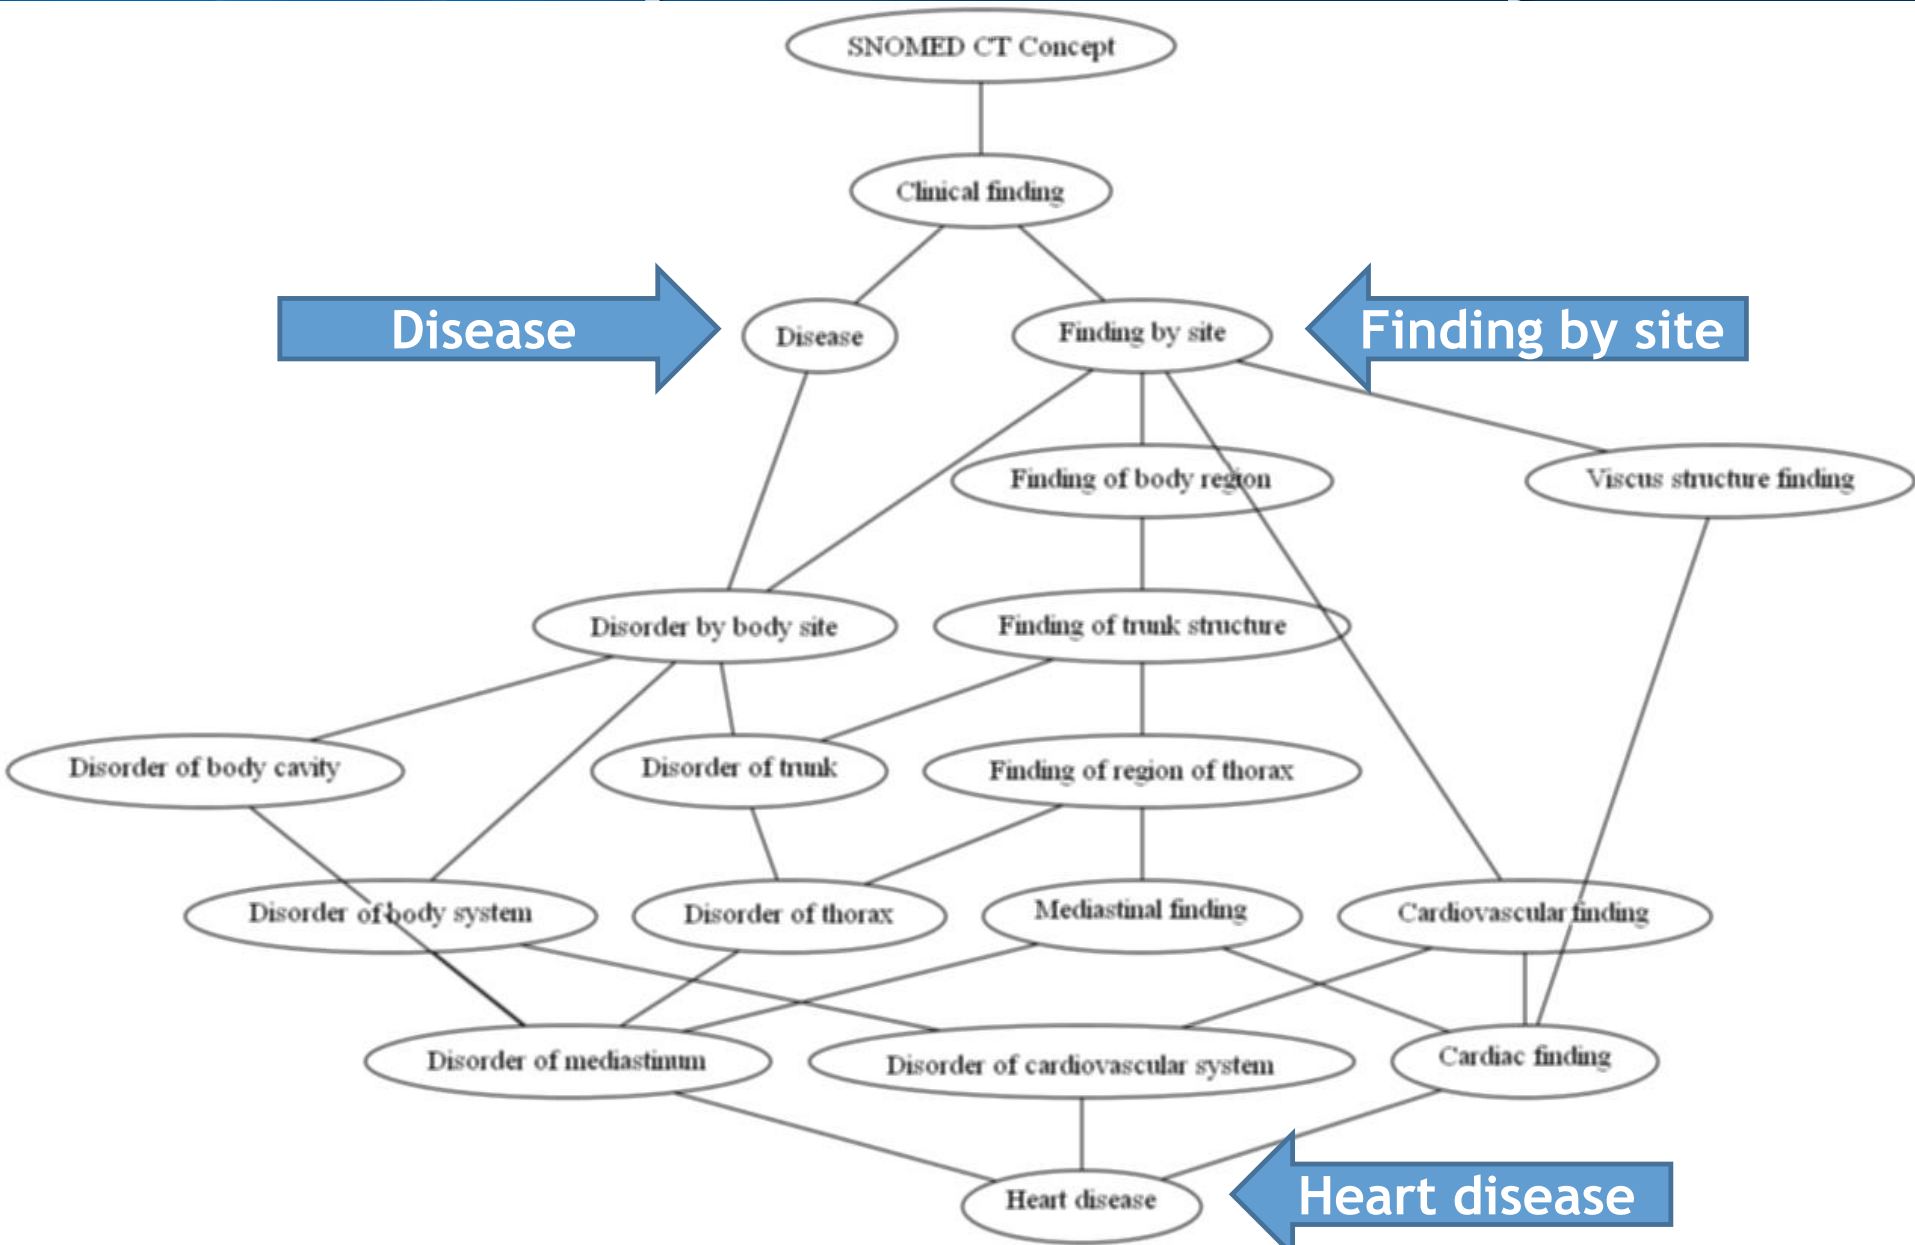 SNOMED CT Concept
Clinical finding
Disease
Disease
Finding by site
Finding by site
Finding of body region
Viscus structure finding
Disorder by body site
Finding of trunk structure
Disorder of body cavity
Disorder of trunk
Finding of region of thorax
Disorder of body system
Disorder of thorax
Mediastinal finding
Cardiovascular finding
Disorder of mediastinum
Disorder of cardiovascular system
Cardiac finding
Heart disease
Heart disease